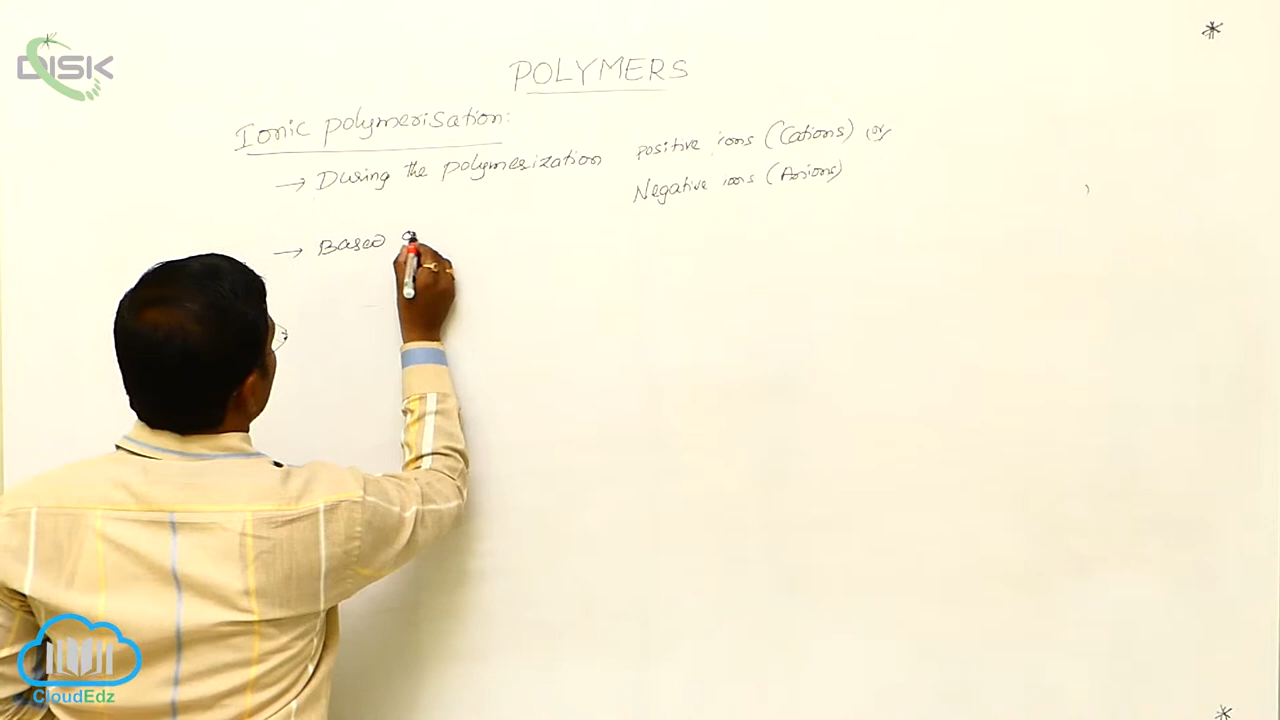 DISK
POLYMERS
Ionic polymerisation:
→ During the polymerization positive ions (Cations) (or)
Negative ions (Anions)
→ Based
CloudEdz